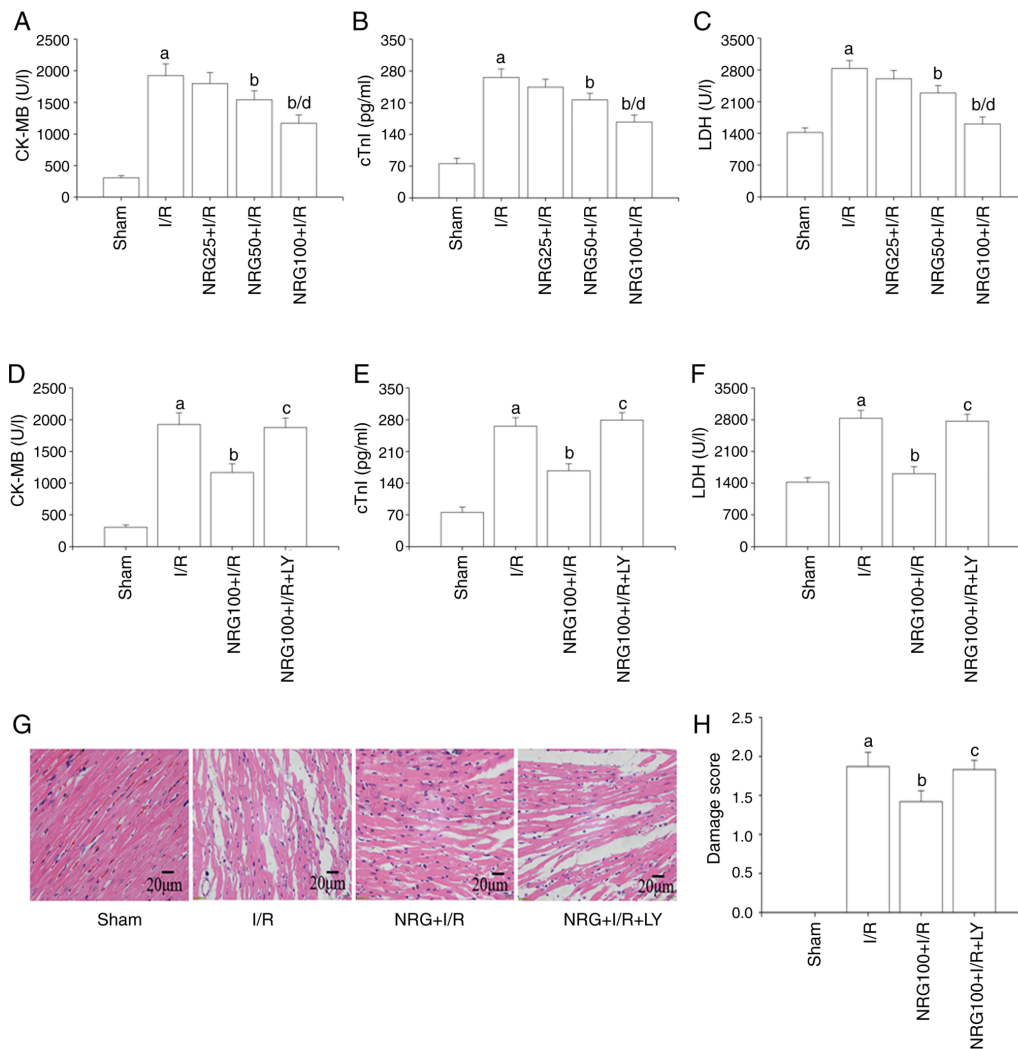 A
CK-MB (U/l)
2500
2000
1500
1000
500
0
a
b
b/d
Sham
I/R
NRG25+I/R
NRG50+I/R
NRG100+I/R
B
cTnI (pg/ml)
350
280
210
140
70
0
a
b
b/d
Sham
I/R
NRG25+I/R
NRG50+I/R
NRG100+I/R
C
LDH (U/l)
3500
2800
2100
1400
700
0
a
b
b/d
Sham
I/R
NRG25+I/R
NRG50+I/R
NRG100+I/R
D
CK-MB (U/l)
2500
2000
1500
1000
500
0
a
b
c
Sham
I/R
NRG100+I/R
NRG100+I/R+LY
E
cTnI (pg/ml)
350
280
210
140
70
0
a
b
c
Sham
I/R
NRG100+I/R
NRG100+I/R+LY
F
LDH (U/l)
3500
2800
2100
1400
700
0
a
b
c
Sham
I/R
NRG100+I/R
NRG100+I/R+LY
G
20μm
20μm
20μm
20μm
Sham
I/R
NRG+I/R
NRG+I/R+LY
H
Damage score
2.5
2.0
1.5
1.0
0.5
0.0
a
b
c
Sham
I/R
NRG100+I/R
NRG100+I/R+LY